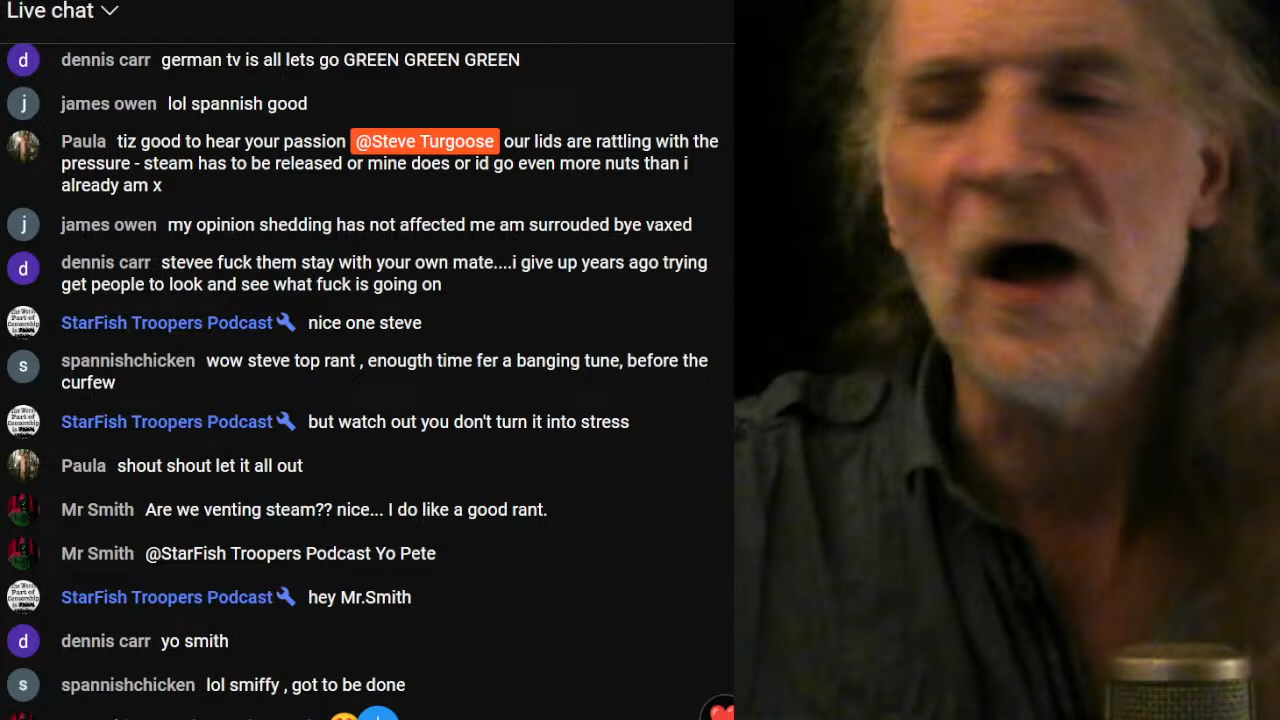 Live chat
d dennis carr german tv is all lets go GREEN GREEN GREEN
j james owen lol spannish good
Paula tiz good to hear your passion @Steve Turgoose our lids are rattling with the
pressure - steam has to be released or mine does or id go even more nuts than i
already am x
j james owen my opinion shedding has not affected me am surrouded bye vaxed
d dennis carr stevee fuck them stay with your own mate....i give up years ago trying
get people to look and see what fuck is going on
StarFish Troopers Podcast nice one steve
s spannishchicken wow steve top rant , enougth time fer a banging tune, before the
curfew
StarFish Troopers Podcast but watch out you don't turn it into stress
Paula shout shout let it all out
Mr Smith Are we venting steam?? nice... I do like a good rant.
Mr Smith @StarFish Troopers Podcast Yo Pete
StarFish Troopers Podcast hey Mr.Smith
d dennis carr yo smith
s spannishchicken lol smiffy , got to be done